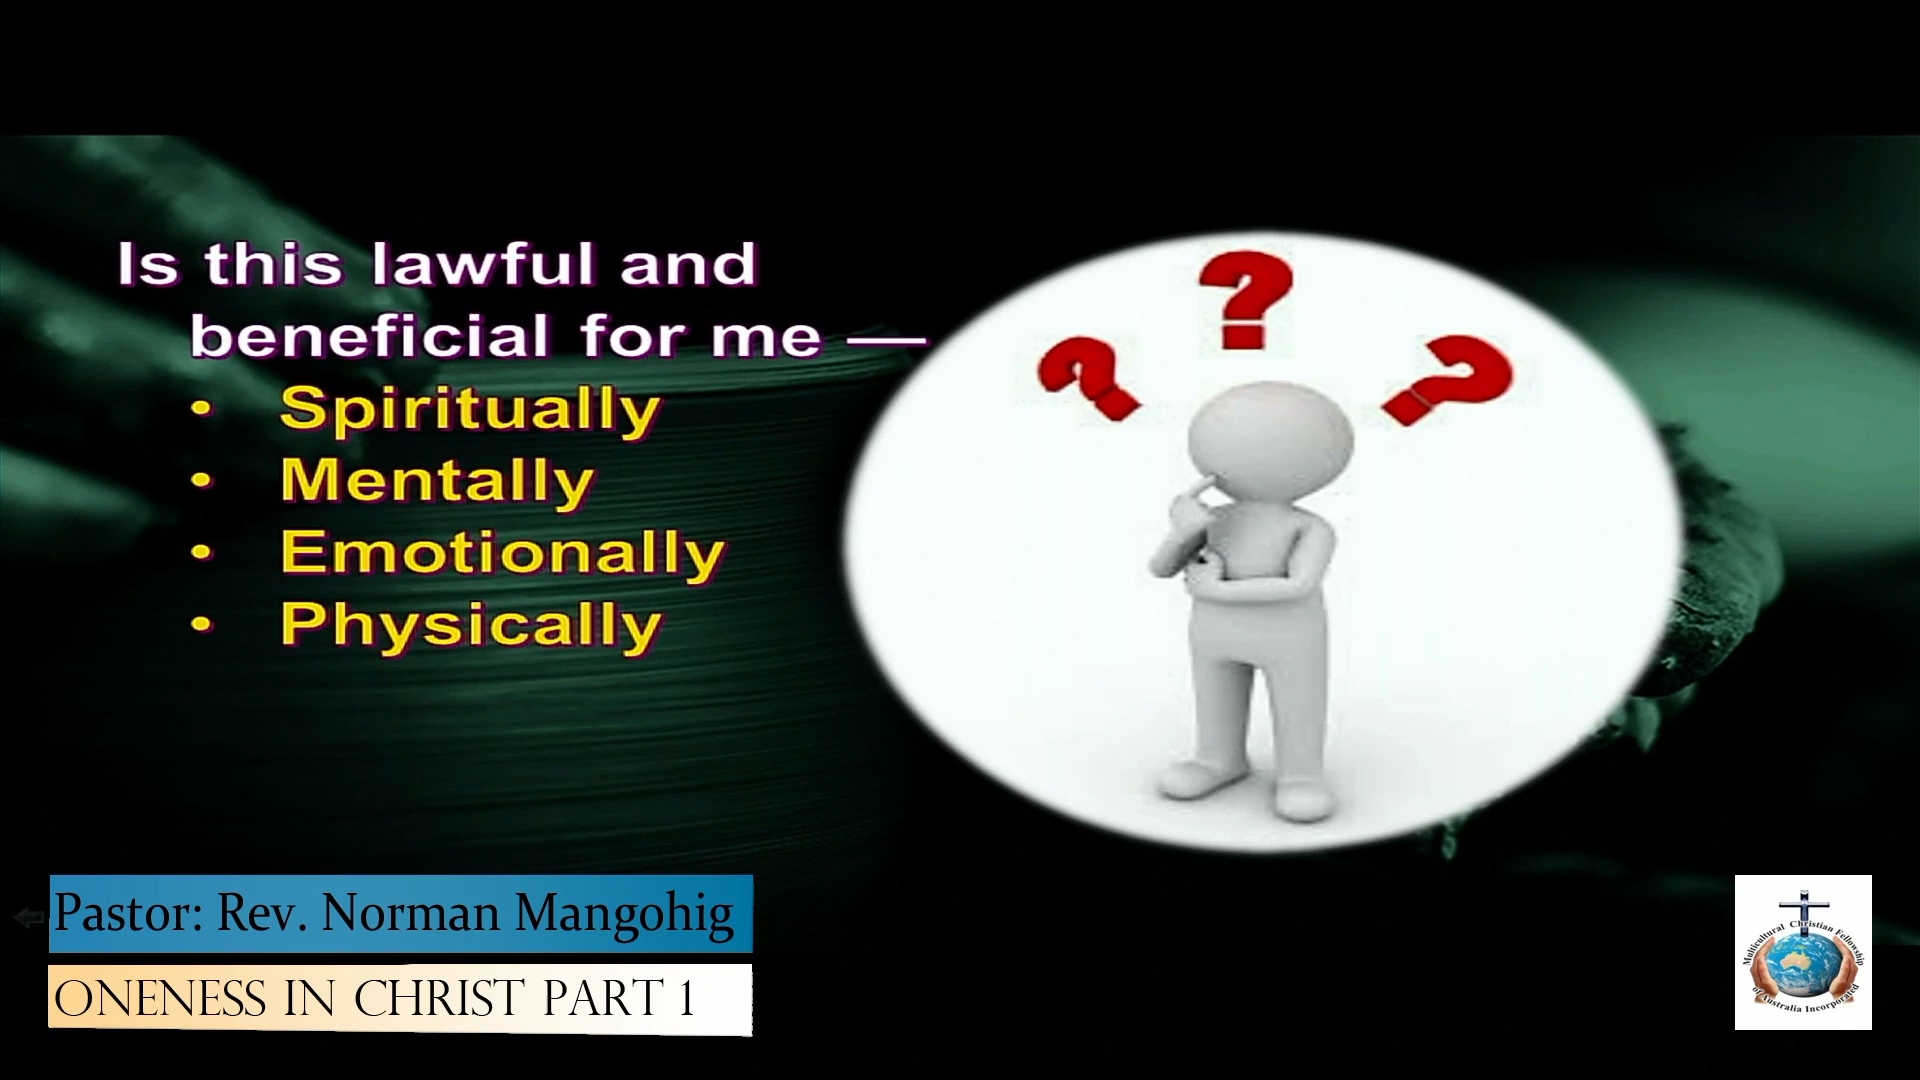 Is this lawful and
beneficial for me —
• Spiritually
• Mentally
• Emotionally
• Physically
? ? ?
Pastor: Rev. Norman Mangohig
ONENESS IN CHRIST PART 1
Multicultural Christian Fellowship
of Australia Incorporated